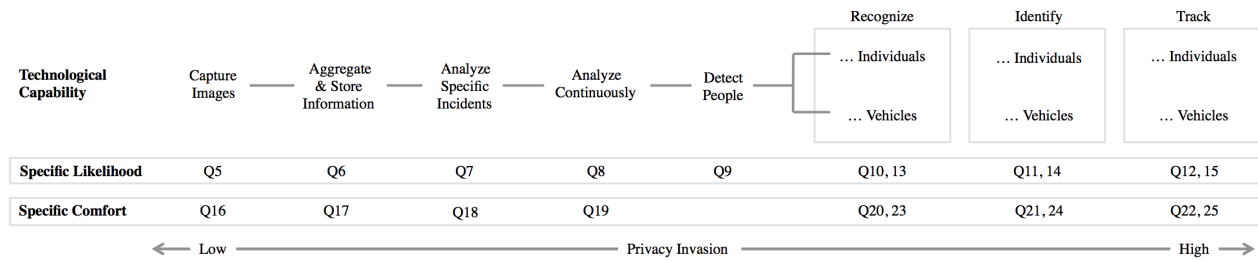 Recognize Identify Track
Technological
Capability
Capture
Images
Aggregate
& Store
Information
Analyze
Specific
Incidents
Analyze
Continuously
Detect
People
... Individuals
... Vehicles
... Individuals
... Vehicles
... Individuals
... Vehicles
Specific Likelihood Q5 Q6 Q7 Q8 Q9 Q10, 13 Q11, 14 Q12, 15
Specific Comfort Q16 Q17 Q18 Q19 Q20, 23 Q21, 24 Q22, 25
Low Privacy Invasion High